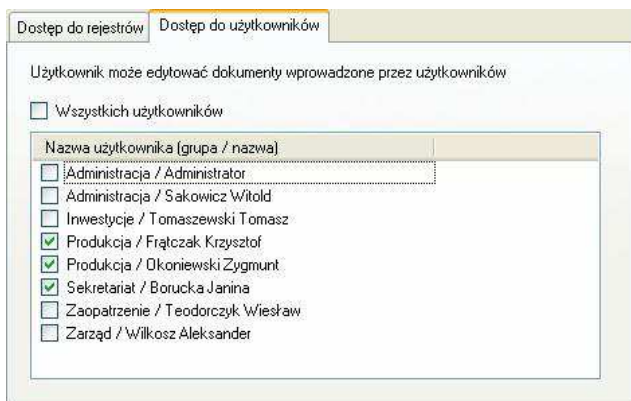 Dostęp do rejestrów Dostęp do użytkowników
Użytkownik może edytować dokumenty wprowadzone przez użytkowników
Wszystkich użytkowników
Nazwa użytkownika (grupa / nazwa)
Administracja / Administrator
Administracja / Sakowicz Witold
Inwestycje / Tomaszewski Tomasz
Produkcja / Frątczak Krzysztof
Produkcja / Okoniewski Zygmunt
Sekretariat / Borucka Janina
Zaopatrzenie / Teodorczyk Wiesław
Zarząd / Wilkosz Aleksander